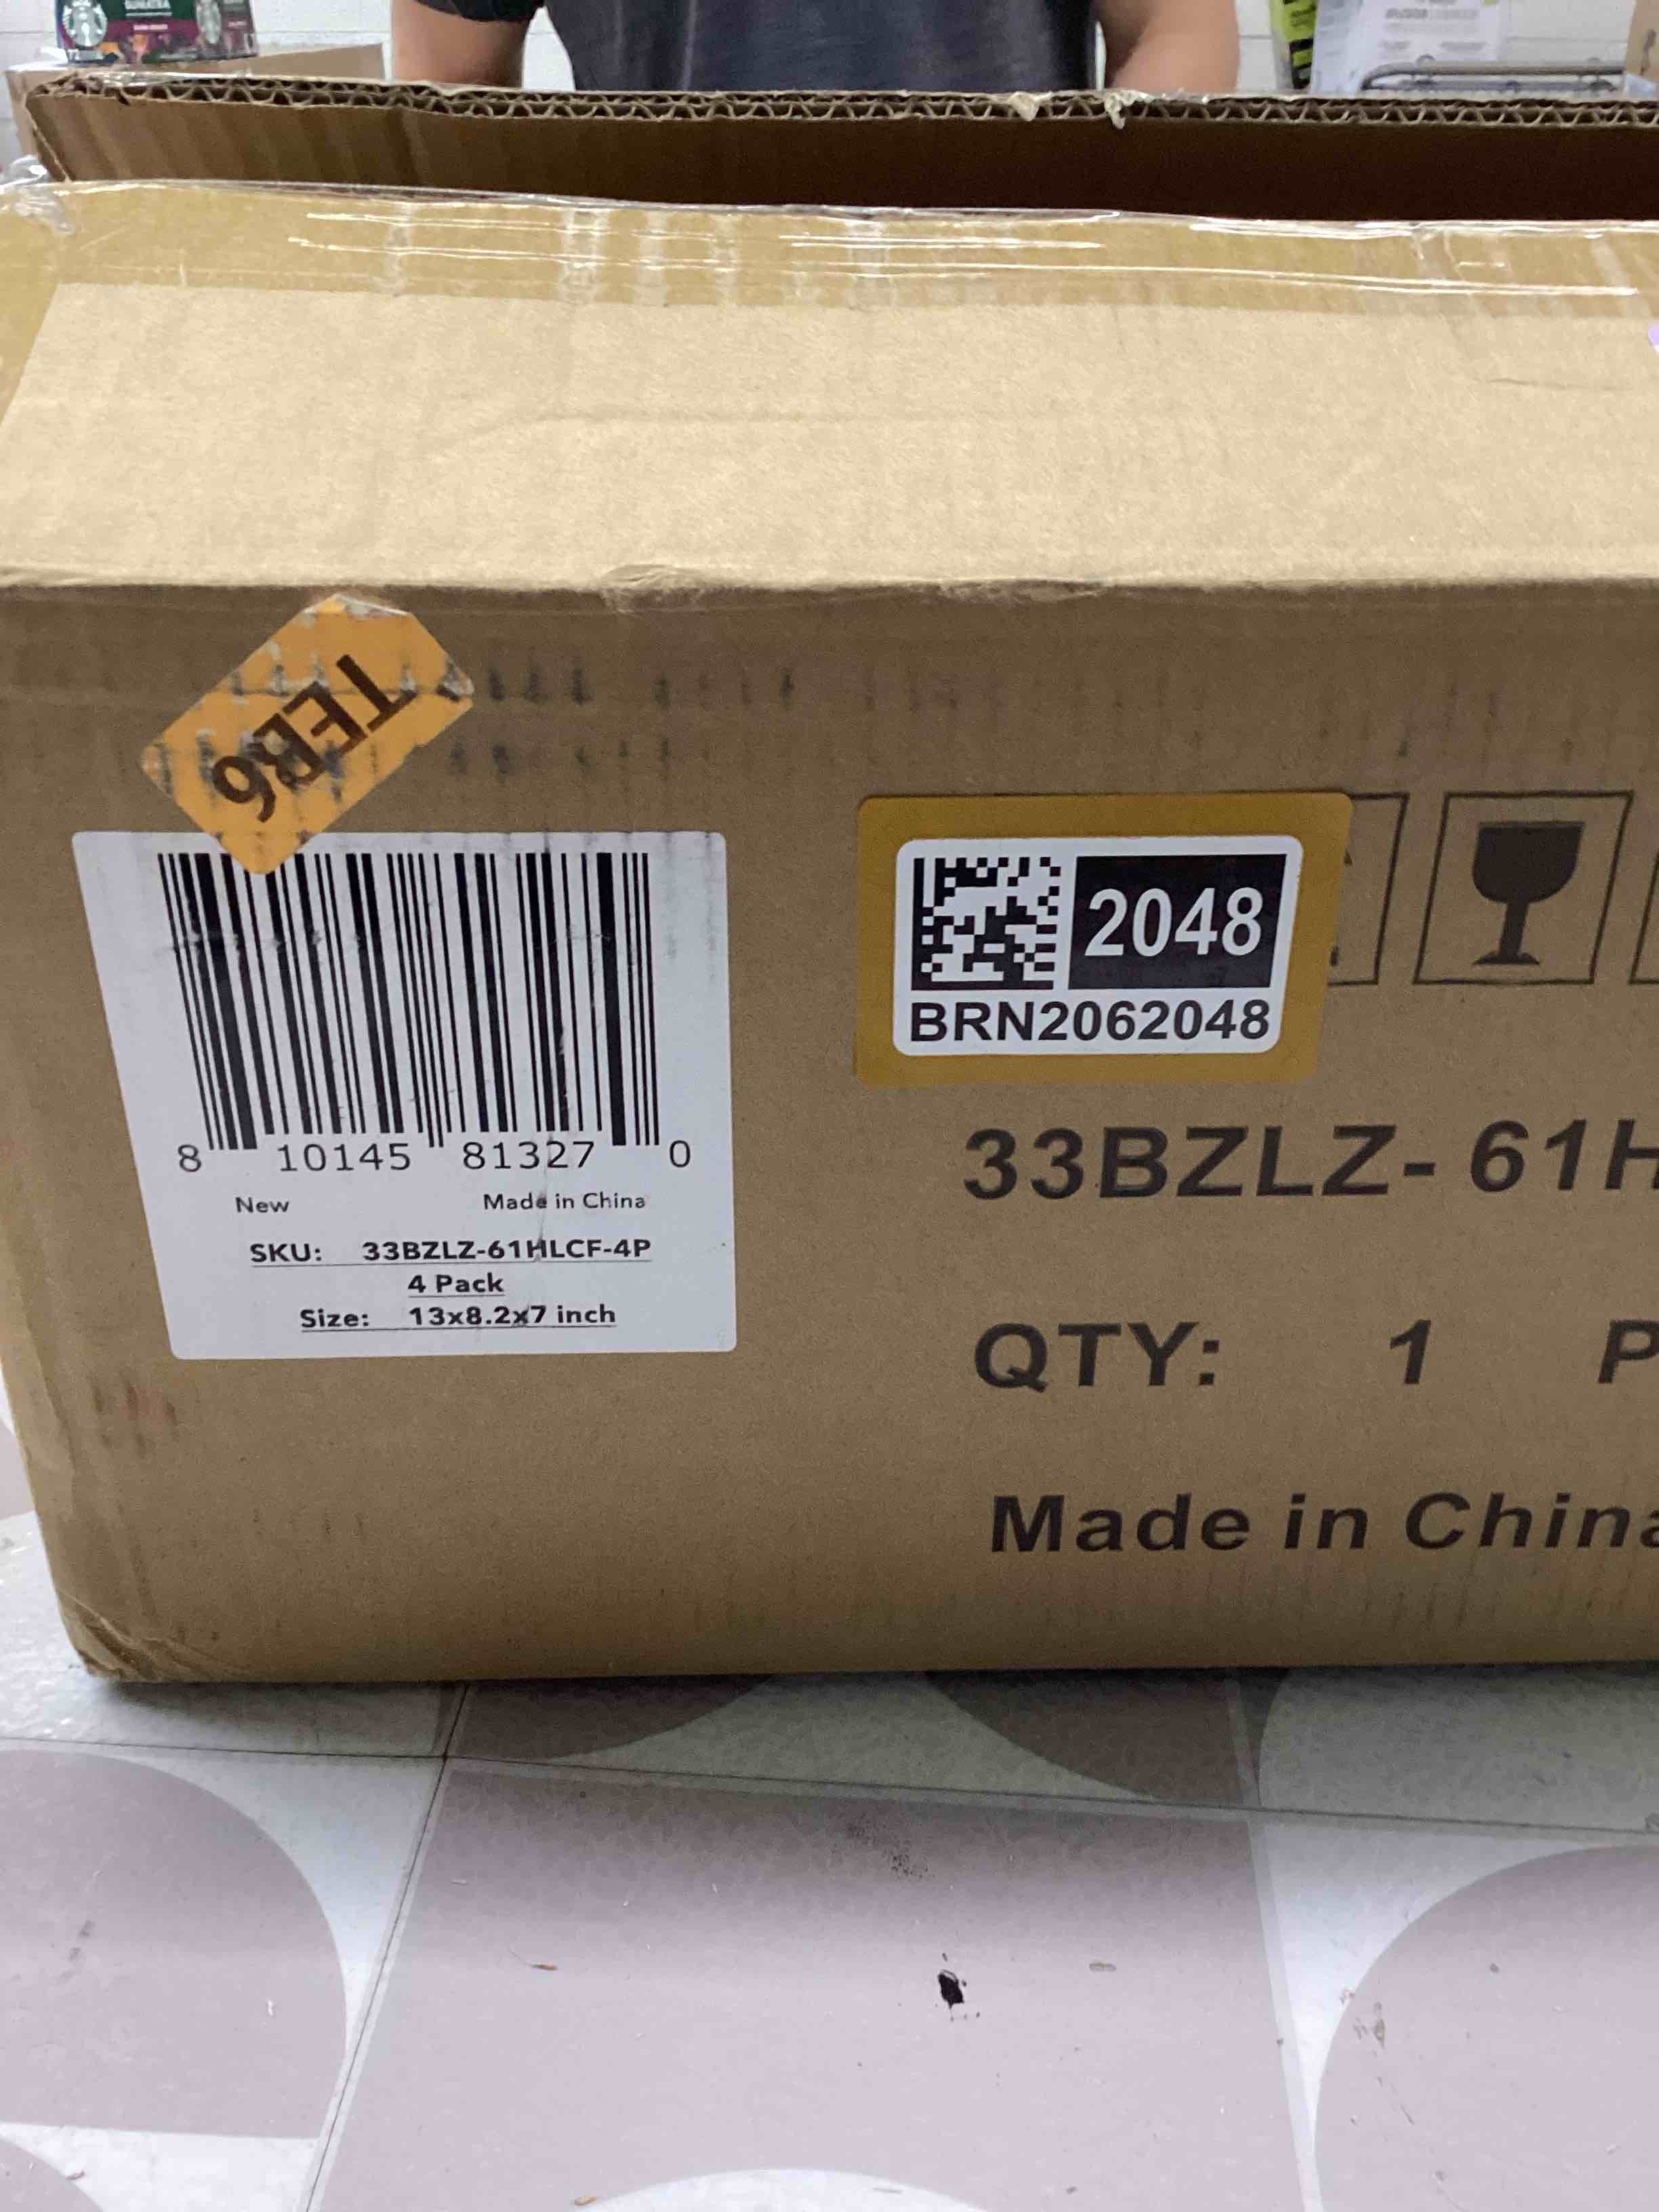 SUMATRA
TEB6
8 10145 81327 0
New Made in China
SKU: 33BZLZ-61HLCF-4P
4 Pack
Size: 13x8.2x7 inch
2048
BRN2062048
33BZLZ-61H
QTY: 1 P
Made in China